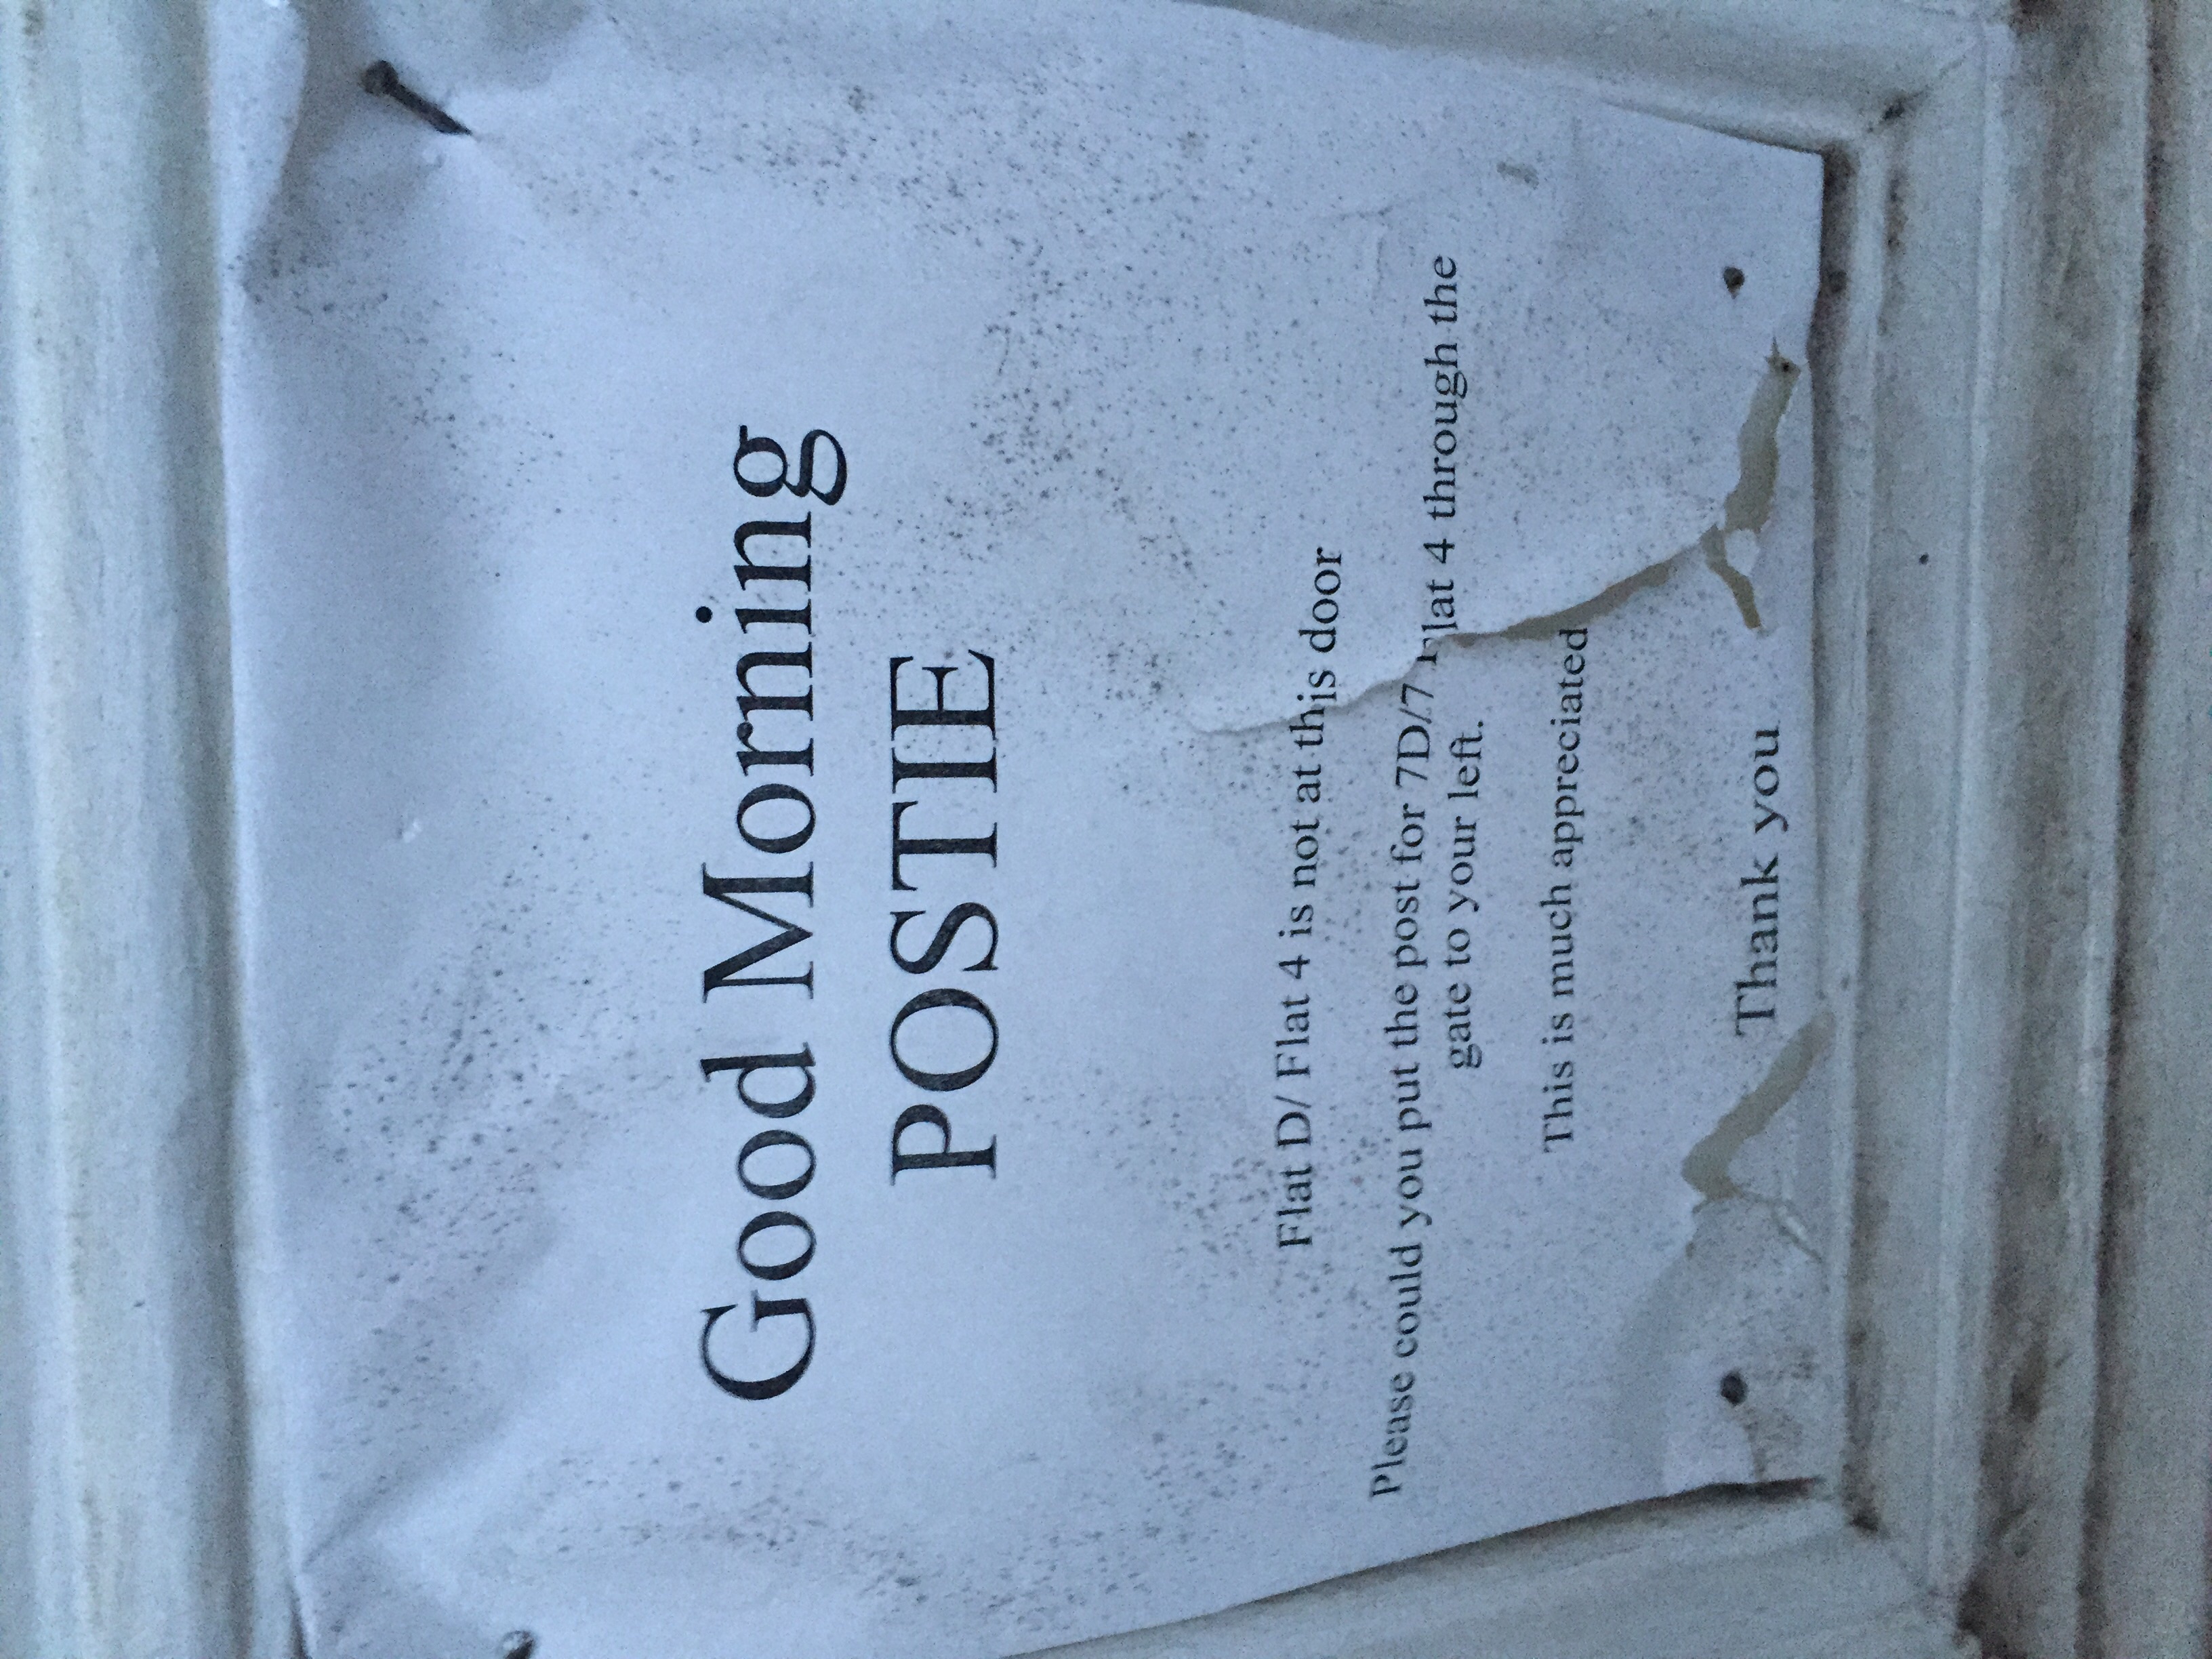 Good Morning
POSTIE
Flat D/ Flat 4 is not at this door
Please could you put the post for 7D/7 Flat 4 through the
gate to your left.
This is much appreciated
Thank you